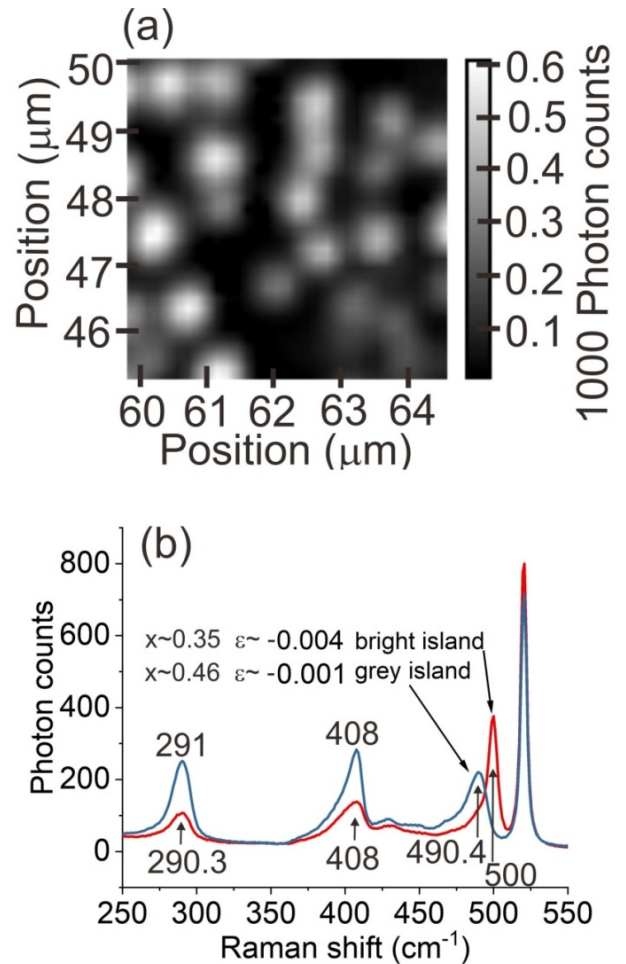 (a)
50
49
48
47
46
Position (μm)
60 61 62 63 64
Position (μm)
0.6
0.5
0.4
0.3
0.2
0.1
1000 Photon counts
(b)
800
600
400
200
0
Photon counts
x~0.35 ε~ -0.004 bright island
x~0.46 ε~ -0.001 grey island
291
408
290.3
408
490.4
500
250 300 350 400 450 500 550
Raman shift (cm⁻¹)